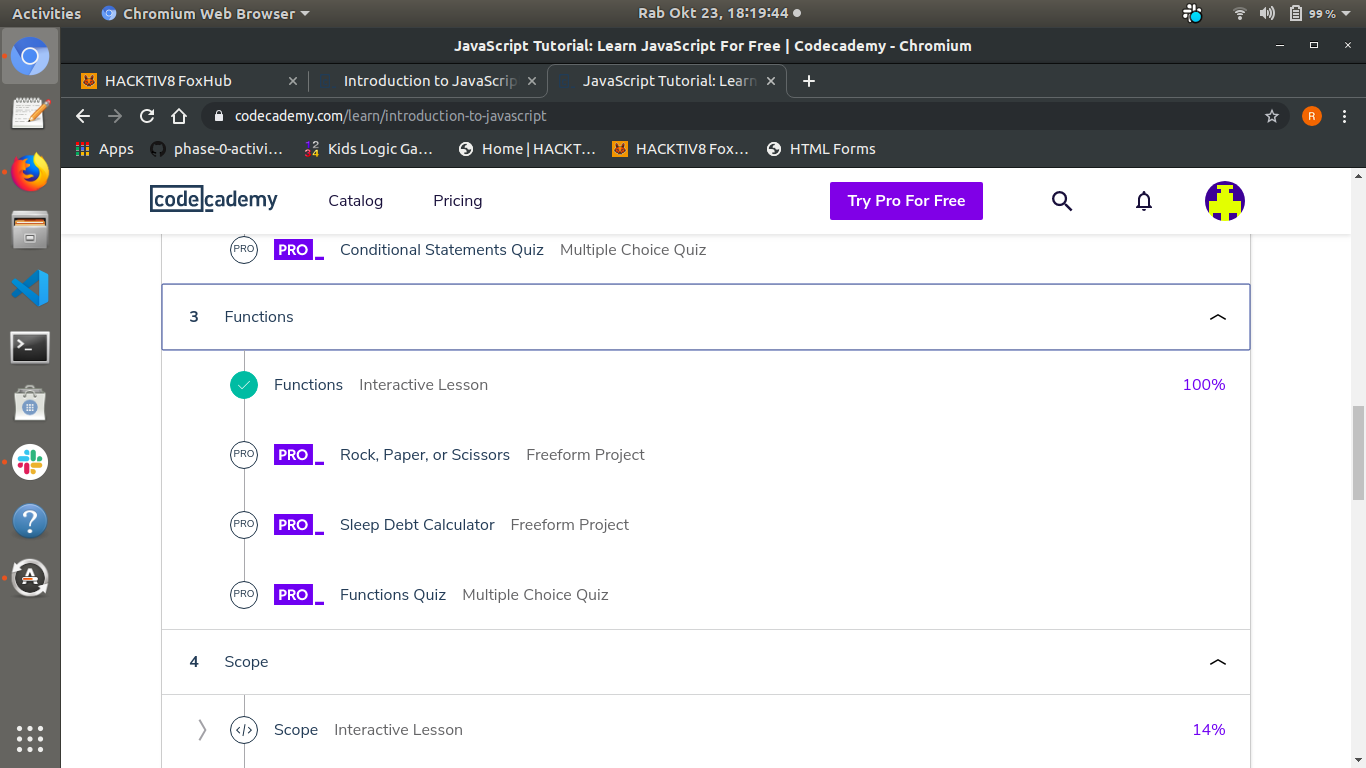 Activities Chromium Web Browser Rab Okt 23, 18:19:44 99 %
JavaScript Tutorial: Learn JavaScript For Free | Codecademy - Chromium
HACKTIV8 FoxHub Introduction to JavaScrip JavaScript Tutorial: Learn
codecademy.com/learn/introduction-to-javascript R
Apps phase-0-activi... Kids Logic Ga... Home | HACKT... HACKTIV8 Fox... HTML Forms
codecademy Catalog Pricing Try Pro For Free
PRO PRO Conditional Statements Quiz Multiple Choice Quiz
3 Functions
Functions Interactive Lesson 100%
PRO PRO Rock, Paper, or Scissors Freeform Project
PRO PRO Sleep Debt Calculator Freeform Project
PRO PRO Functions Quiz Multiple Choice Quiz
4 Scope
Scope Interactive Lesson 14%